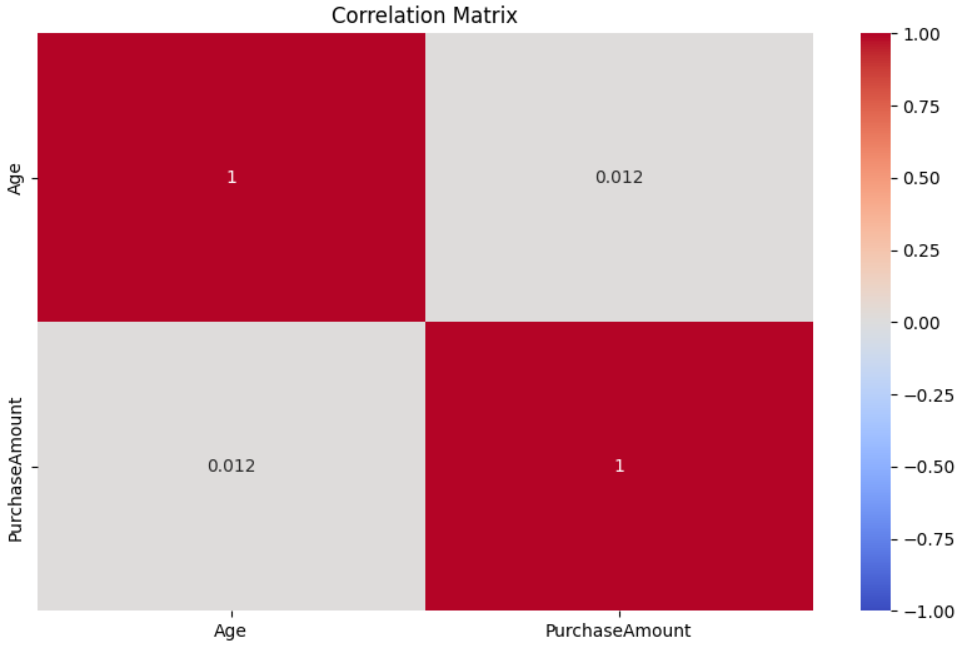 Correlation Matrix
Age
1
0.012
PurchaseAmount
0.012
1
Age
PurchaseAmount
1.00
0.75
0.50
0.25
0.00
−0.25
−0.50
−0.75
−1.00